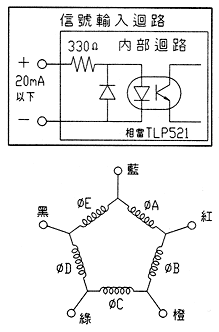 信號輸入迴路
330Ω
内部迴路
+
20mA
以下
−
相當TLP521
藍
ØE
ØA
黑
紅
ØD
ØB
ØC
綠
橙